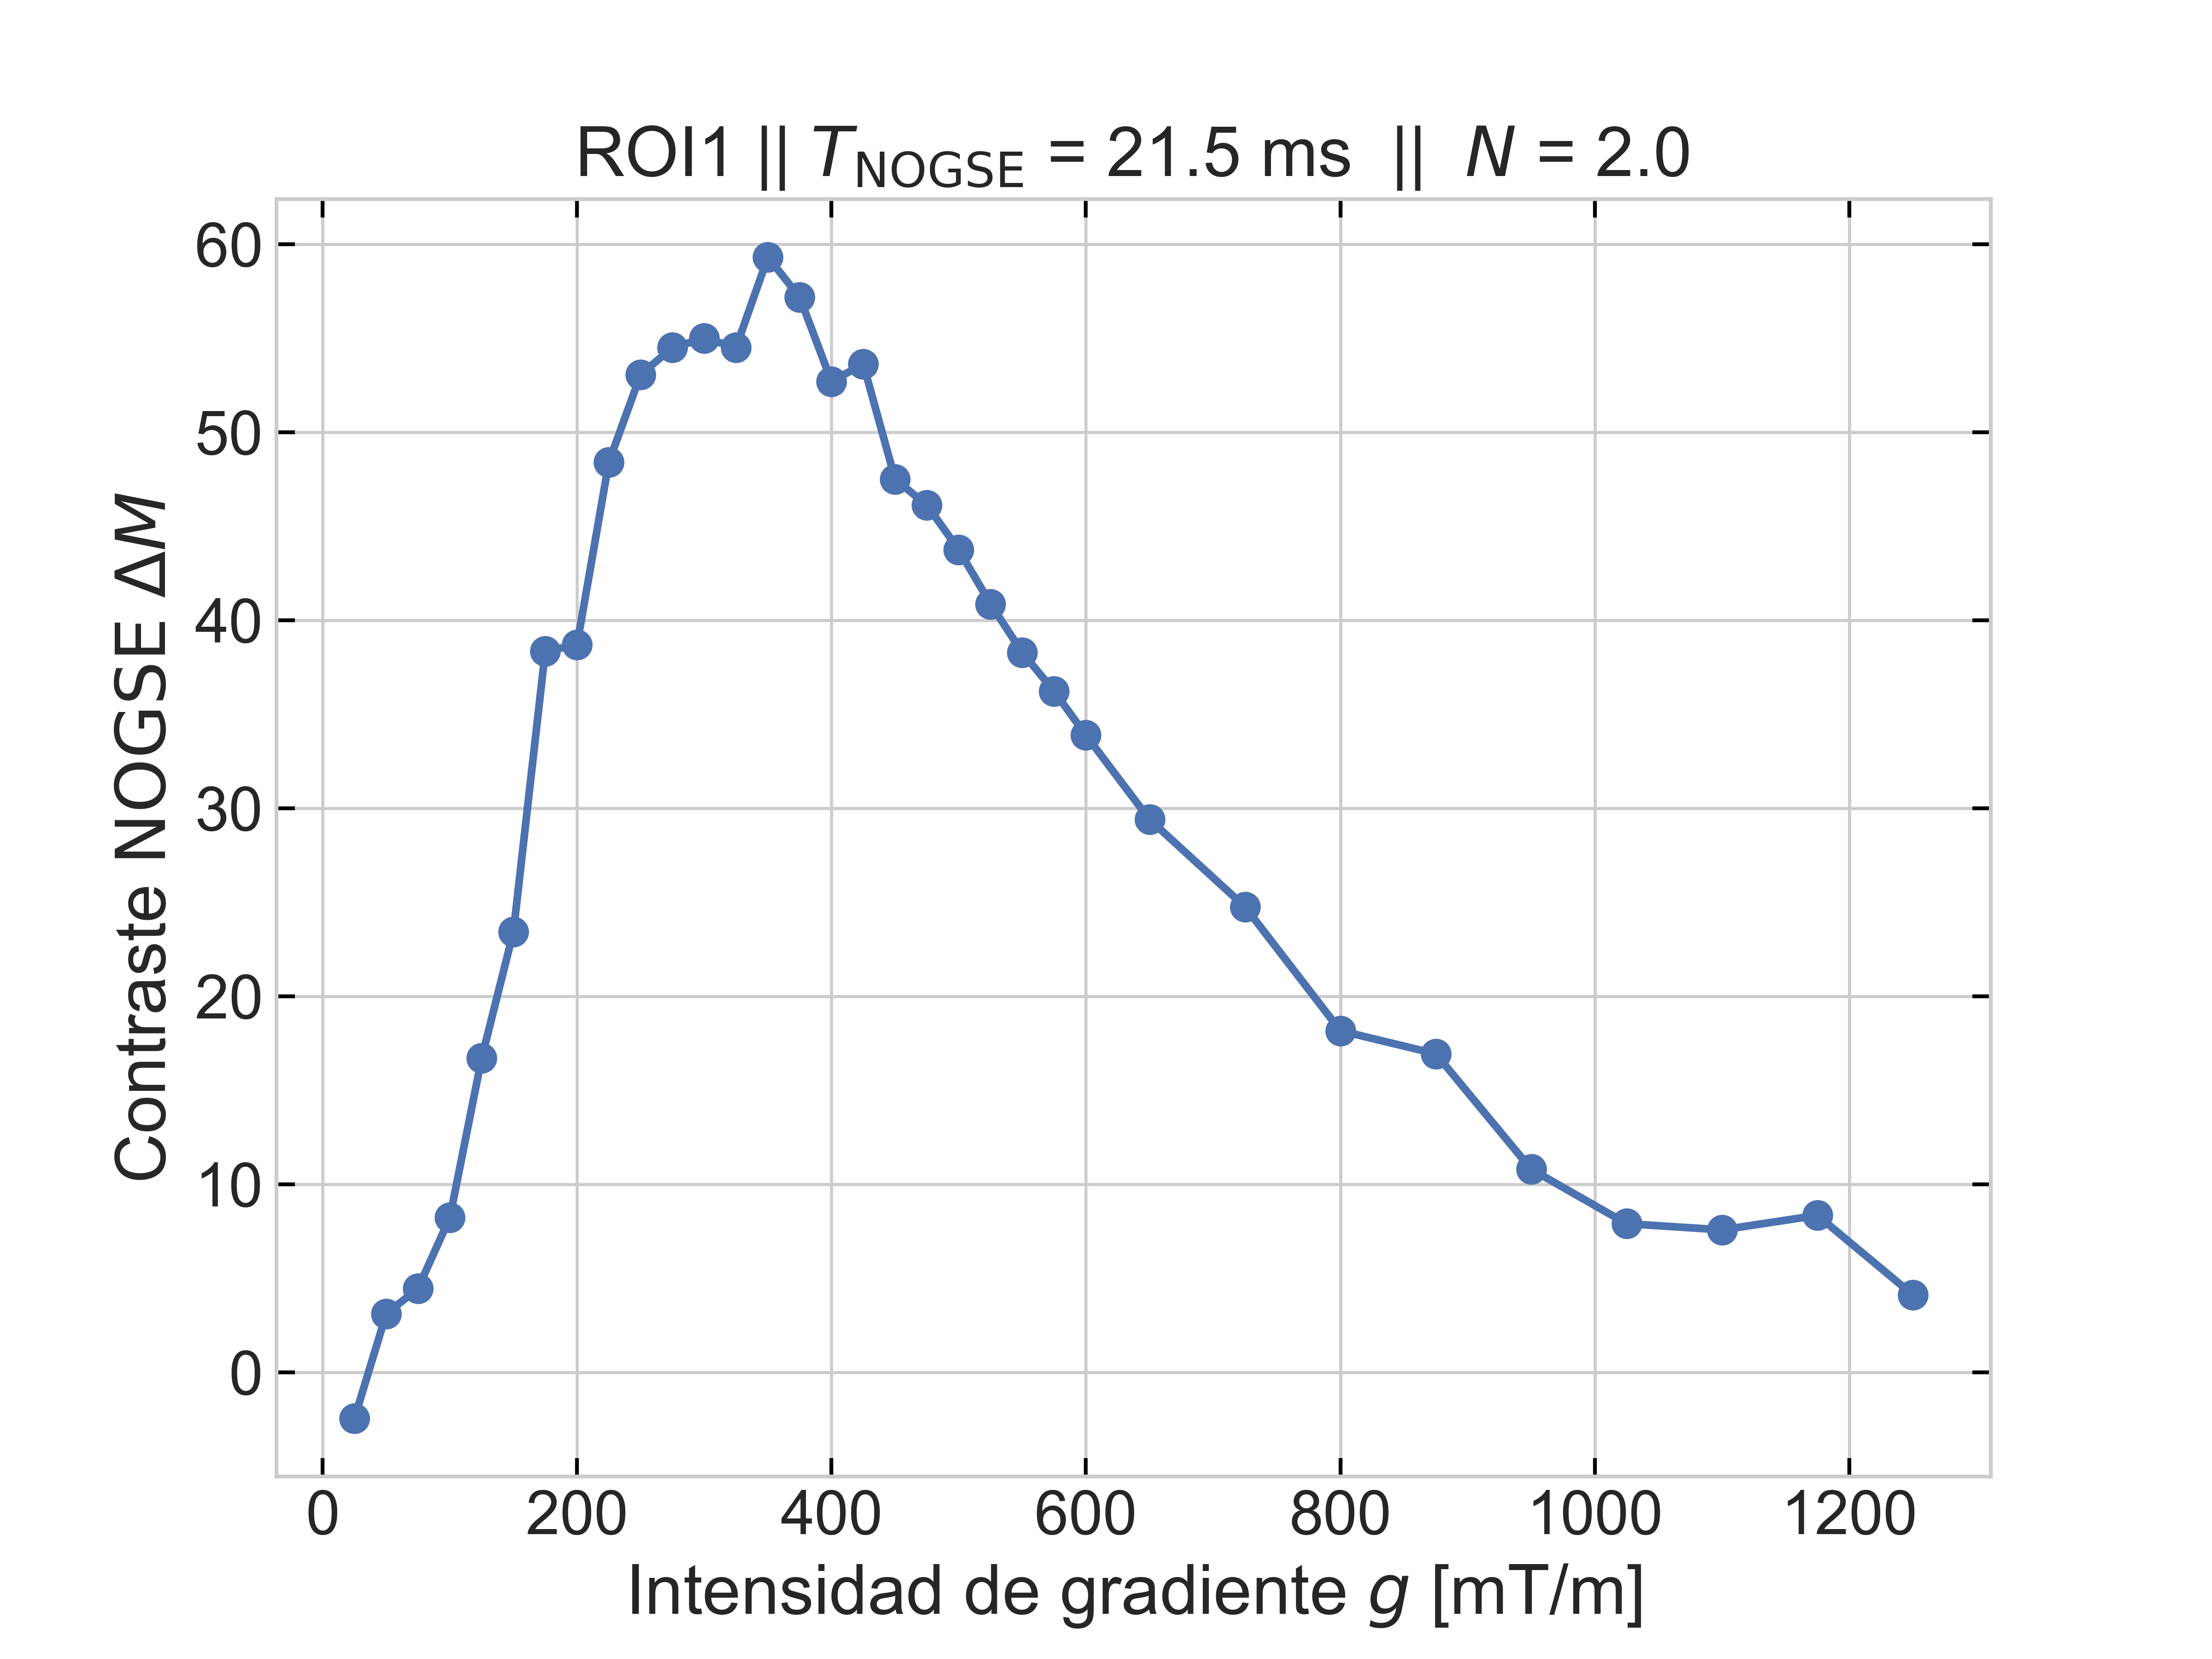 ROI1 || T_NOGSE = 21.5 ms || N = 2.0
Contraste NOGSE ΔM
60
50
40
30
20
10
0
0 200 400 600 800 1000 1200
Intensidad de gradiente g [mT/m]